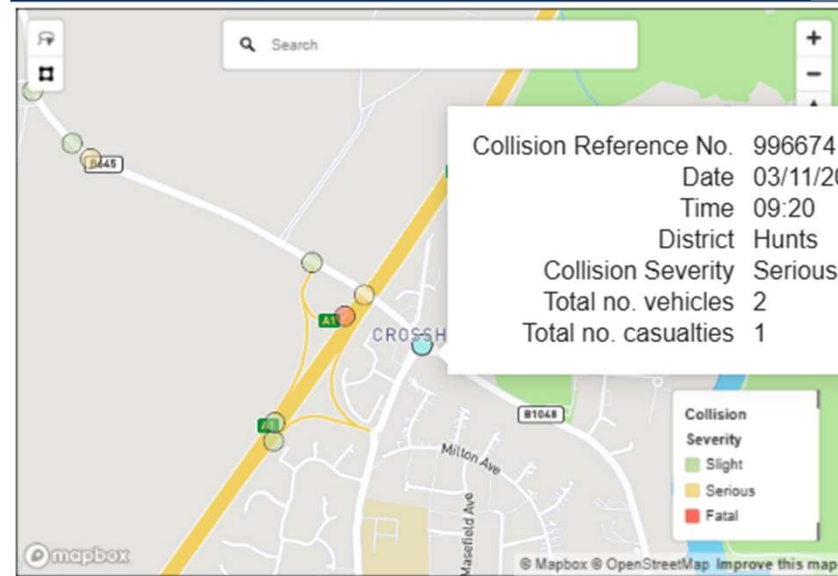 Search
+
−
Collision Reference No. 996674
Date 03/11/20
Time 09:20
District Hunts
Collision Severity Serious
Total no. vehicles 2
Total no. casualties 1
B645
A1
CROSSH
A1
B1048
Milton Ave
Masefield Ave
Collision
Severity
Slight
Serious
Fatal
mapbox
© Mapbox © OpenStreetMap Improve this map